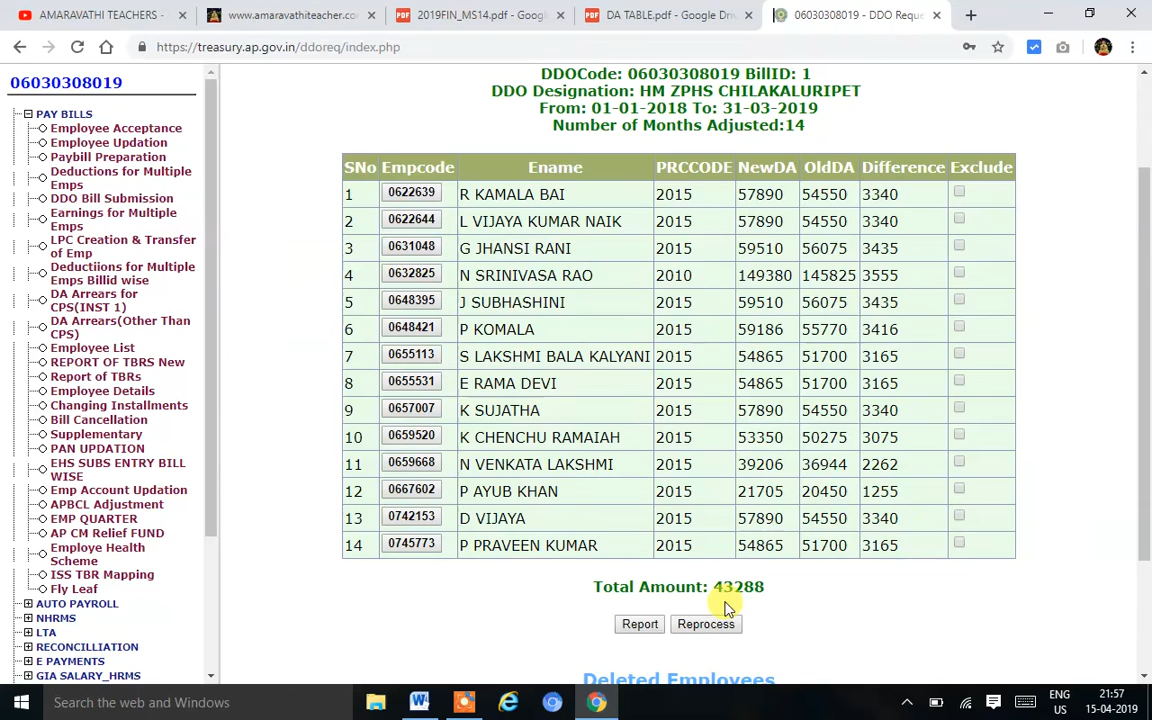 AMARAVATHI TEACHERS -
www.amaravathiteacher.co
2019FIN_MS14.pdf - Googl
DA TABLE.pdf - Google Driv
06030308019 - DDO Reque
https://treasury.ap.gov.in/ddoreq/index.php
06030308019
PAY BILLS
Employee Acceptance
Employee Updation
Paybill Preparation
Deductions for Multiple
Emps
DDO Bill Submission
Earnings for Multiple
Emps
LPC Creation & Transfer
of Emp
Deductiions for Multiple
Emps Billid wise
DA Arrears for
CPS(INST 1)
DA Arrears(Other Than
CPS)
Employee List
REPORT OF TBRS New
Report of TBRs
Employee Details
Changing Installments
Bill Cancellation
Supplementary
PAN UPDATION
EHS SUBS ENTRY BILL
WISE
Emp Account Updation
APBCL Adjustment
EMP QUARTER
AP CM Relief FUND
Employe Health
Scheme
ISS TBR Mapping
Fly Leaf
AUTO PAYROLL
NHRMS
LTA
RECONCILLIATION
E PAYMENTS
GIA SALARY_HRMS
DDOCode: 06030308019 BillID: 1
DDO Designation: HM ZPHS CHILAKALURIPET
From: 01-01-2018 To: 31-03-2019
Number of Months Adjusted:14
SNo Empcode Ename PRCCODE NewDA OldDA Difference Exclude
1 0622639 R KAMALA BAI 2015 57890 54550 3340
2 0622644 L VIJAYA KUMAR NAIK 2015 57890 54550 3340
3 0631048 G JHANSI RANI 2015 59510 56075 3435
4 0632825 N SRINIVASA RAO 2010 149380 145825 3555
5 0648395 J SUBHASHINI 2015 59510 56075 3435
6 0648421 P KOMALA 2015 59186 55770 3416
7 0655113 S LAKSHMI BALA KALYANI 2015 54865 51700 3165
8 0655531 E RAMA DEVI 2015 54865 51700 3165
9 0657007 K SUJATHA 2015 57890 54550 3340
10 0659520 K CHENCHU RAMAIAH 2015 53350 50275 3075
11 0659668 N VENKATA LAKSHMI 2015 39206 36944 2262
12 0667602 P AYUB KHAN 2015 21705 20450 1255
13 0742153 D VIJAYA 2015 57890 54550 3340
14 0745773 P PRAVEEN KUMAR 2015 54865 51700 3165
Total Amount: 43288
Report Reprocess
Deleted Employees
Search the web and Windows
ENG
US
21:57
15-04-2019